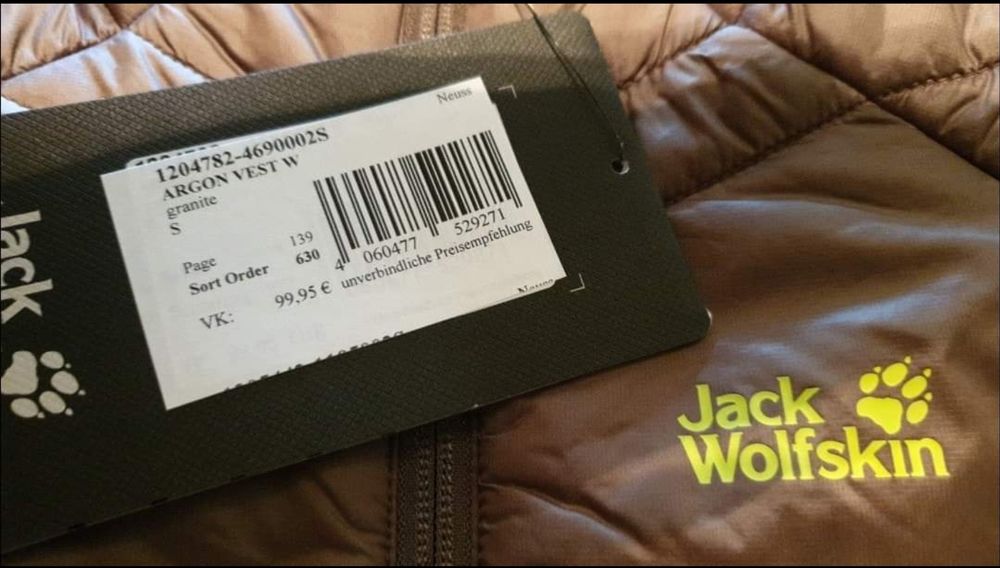 Neuss
1204782-4690002S
ARGON VEST W
granite
S
Page 139
Sort Order 630
4 060477 529271
VK: 99,95 € unverbindliche Preisempfehlung
Neuss
Jack
Jack
Wolfskin